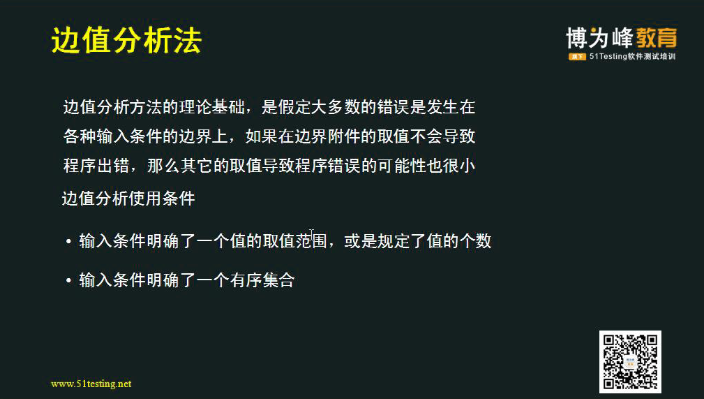 边值分析法
博为峰教育
旗下 51Testing软件测试培训
边值分析方法的理论基础，是假定大多数的错误是发生在
各种输入条件的边界上，如果在边界附件的取值不会导致
程序出错，那么其它的取值导致程序错误的可能性也很小
边值分析使用条件
• 输入条件明确了一个值的取值范围，或是规定了值的个数
• 输入条件明确了一个有序集合
www.51testing.net